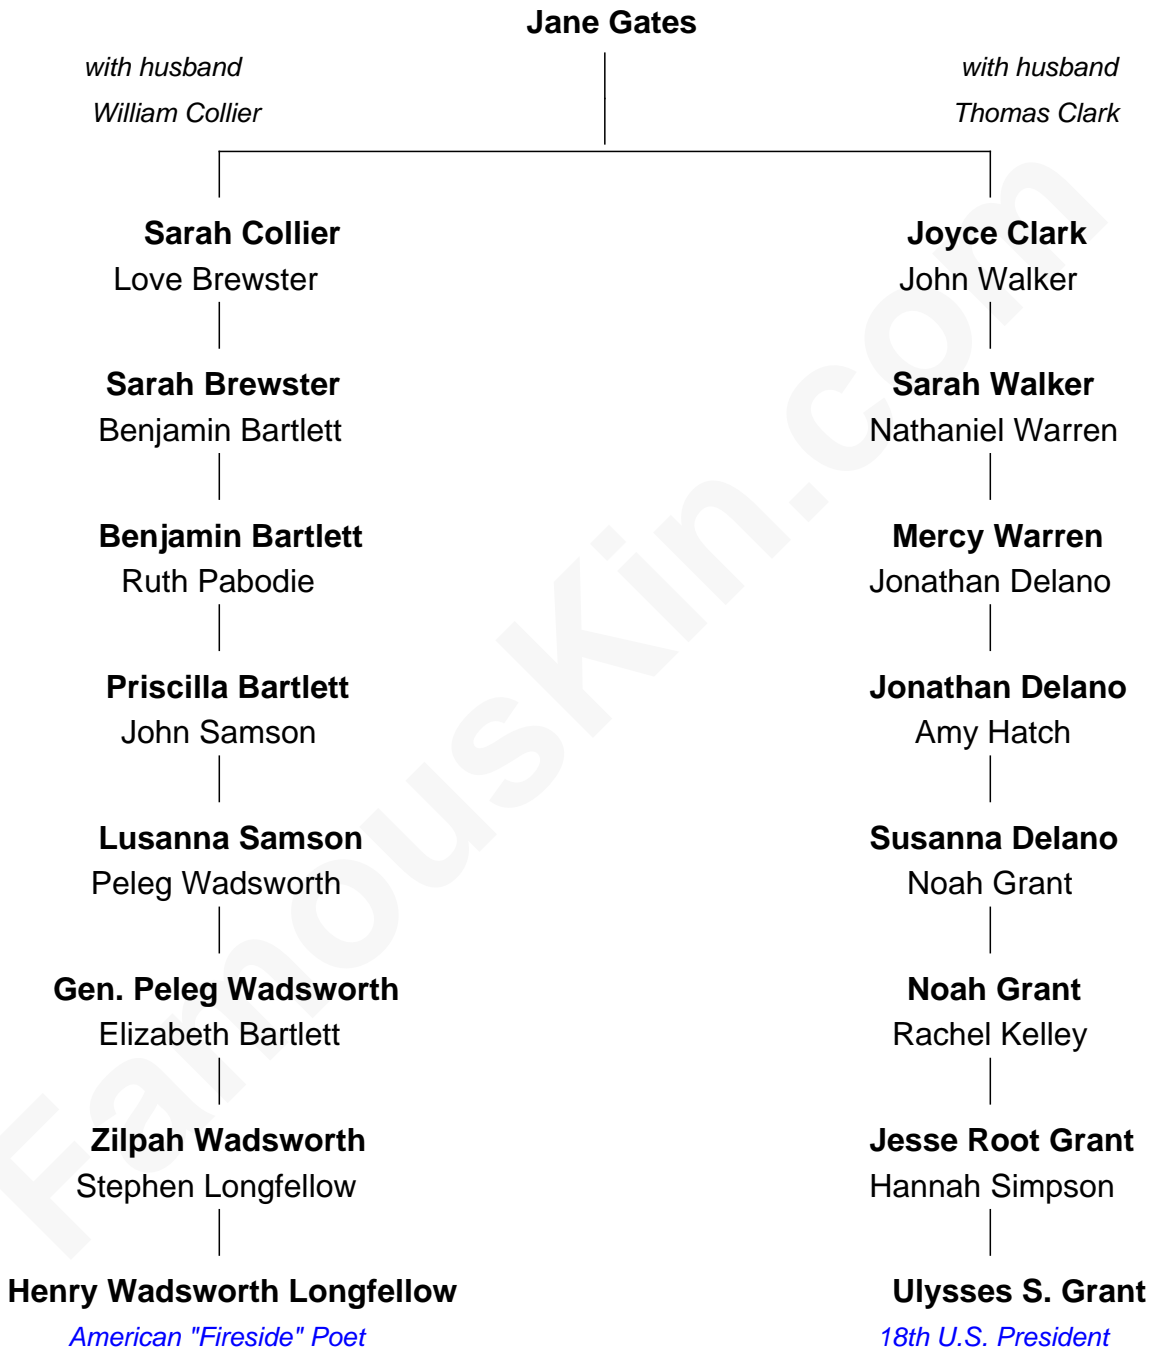 Jane Gates
with husband
William Collier
with husband
Thomas Clark
Sarah Collier
Love Brewster
Joyce Clark
John Walker
Sarah Brewster
Benjamin Bartlett
Sarah Walker
Nathaniel Warren
Benjamin Bartlett
Ruth Pabodie
Mercy Warren
Jonathan Delano
Priscilla Bartlett
John Samson
Jonathan Delano
Amy Hatch
Lusanna Samson
Peleg Wadsworth
Susanna Delano
Noah Grant
Gen. Peleg Wadsworth
Elizabeth Bartlett
Noah Grant
Rachel Kelley
Zilpah Wadsworth
Stephen Longfellow
Jesse Root Grant
Hannah Simpson
Henry Wadsworth Longfellow
American "Fireside" Poet
Ulysses S. Grant
18th U.S. President
FamousKin.com